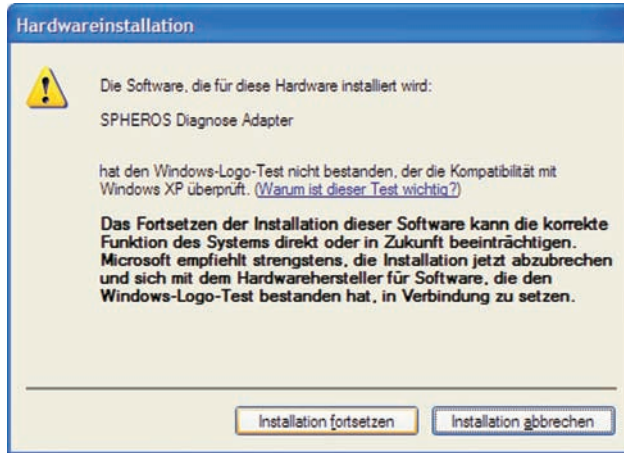 Hardwareinstallation
Die Software, die für diese Hardware installiert wird:
SPHEROS Diagnose Adapter
hat den Windows-Logo-Test nicht bestanden, der die Kompatibilität mit
Windows XP überprüft. (Warum ist dieser Test wichtig?)
Das Fortsetzen der Installation dieser Software kann die korrekte
Funktion des Systems direkt oder in Zukunft beeinträchtigen.
Microsoft empfiehlt strengstens, die Installation jetzt abzubrechen
und sich mit dem Hardwarehersteller für Software, die den
Windows-Logo-Test bestanden hat, in Verbindung zu setzen.
Installation fortsetzen Installation abbrechen